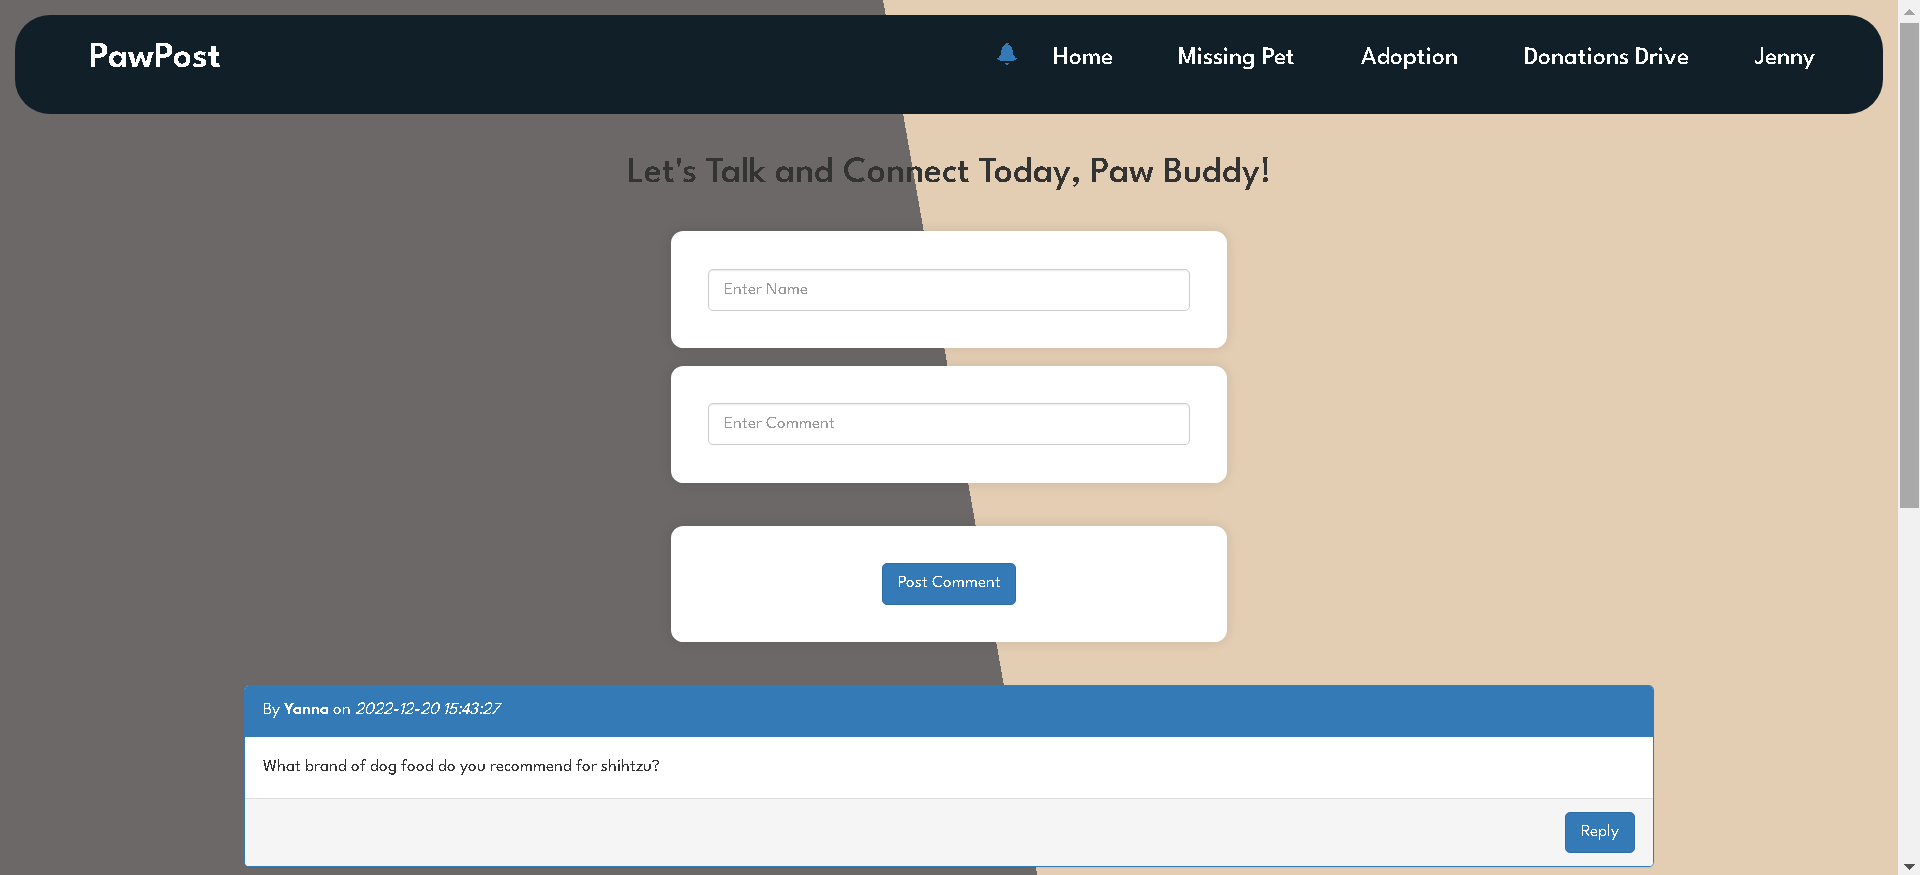 PawPost
Home Missing Pet Adoption Donations Drive Jenny
Let's Talk and Connect Today, Paw Buddy!
Enter Name
Enter Comment
Post Comment
By Yanna on 2022-12-20 15:43:27
What brand of dog food do you recommend for shihtzu?
Reply